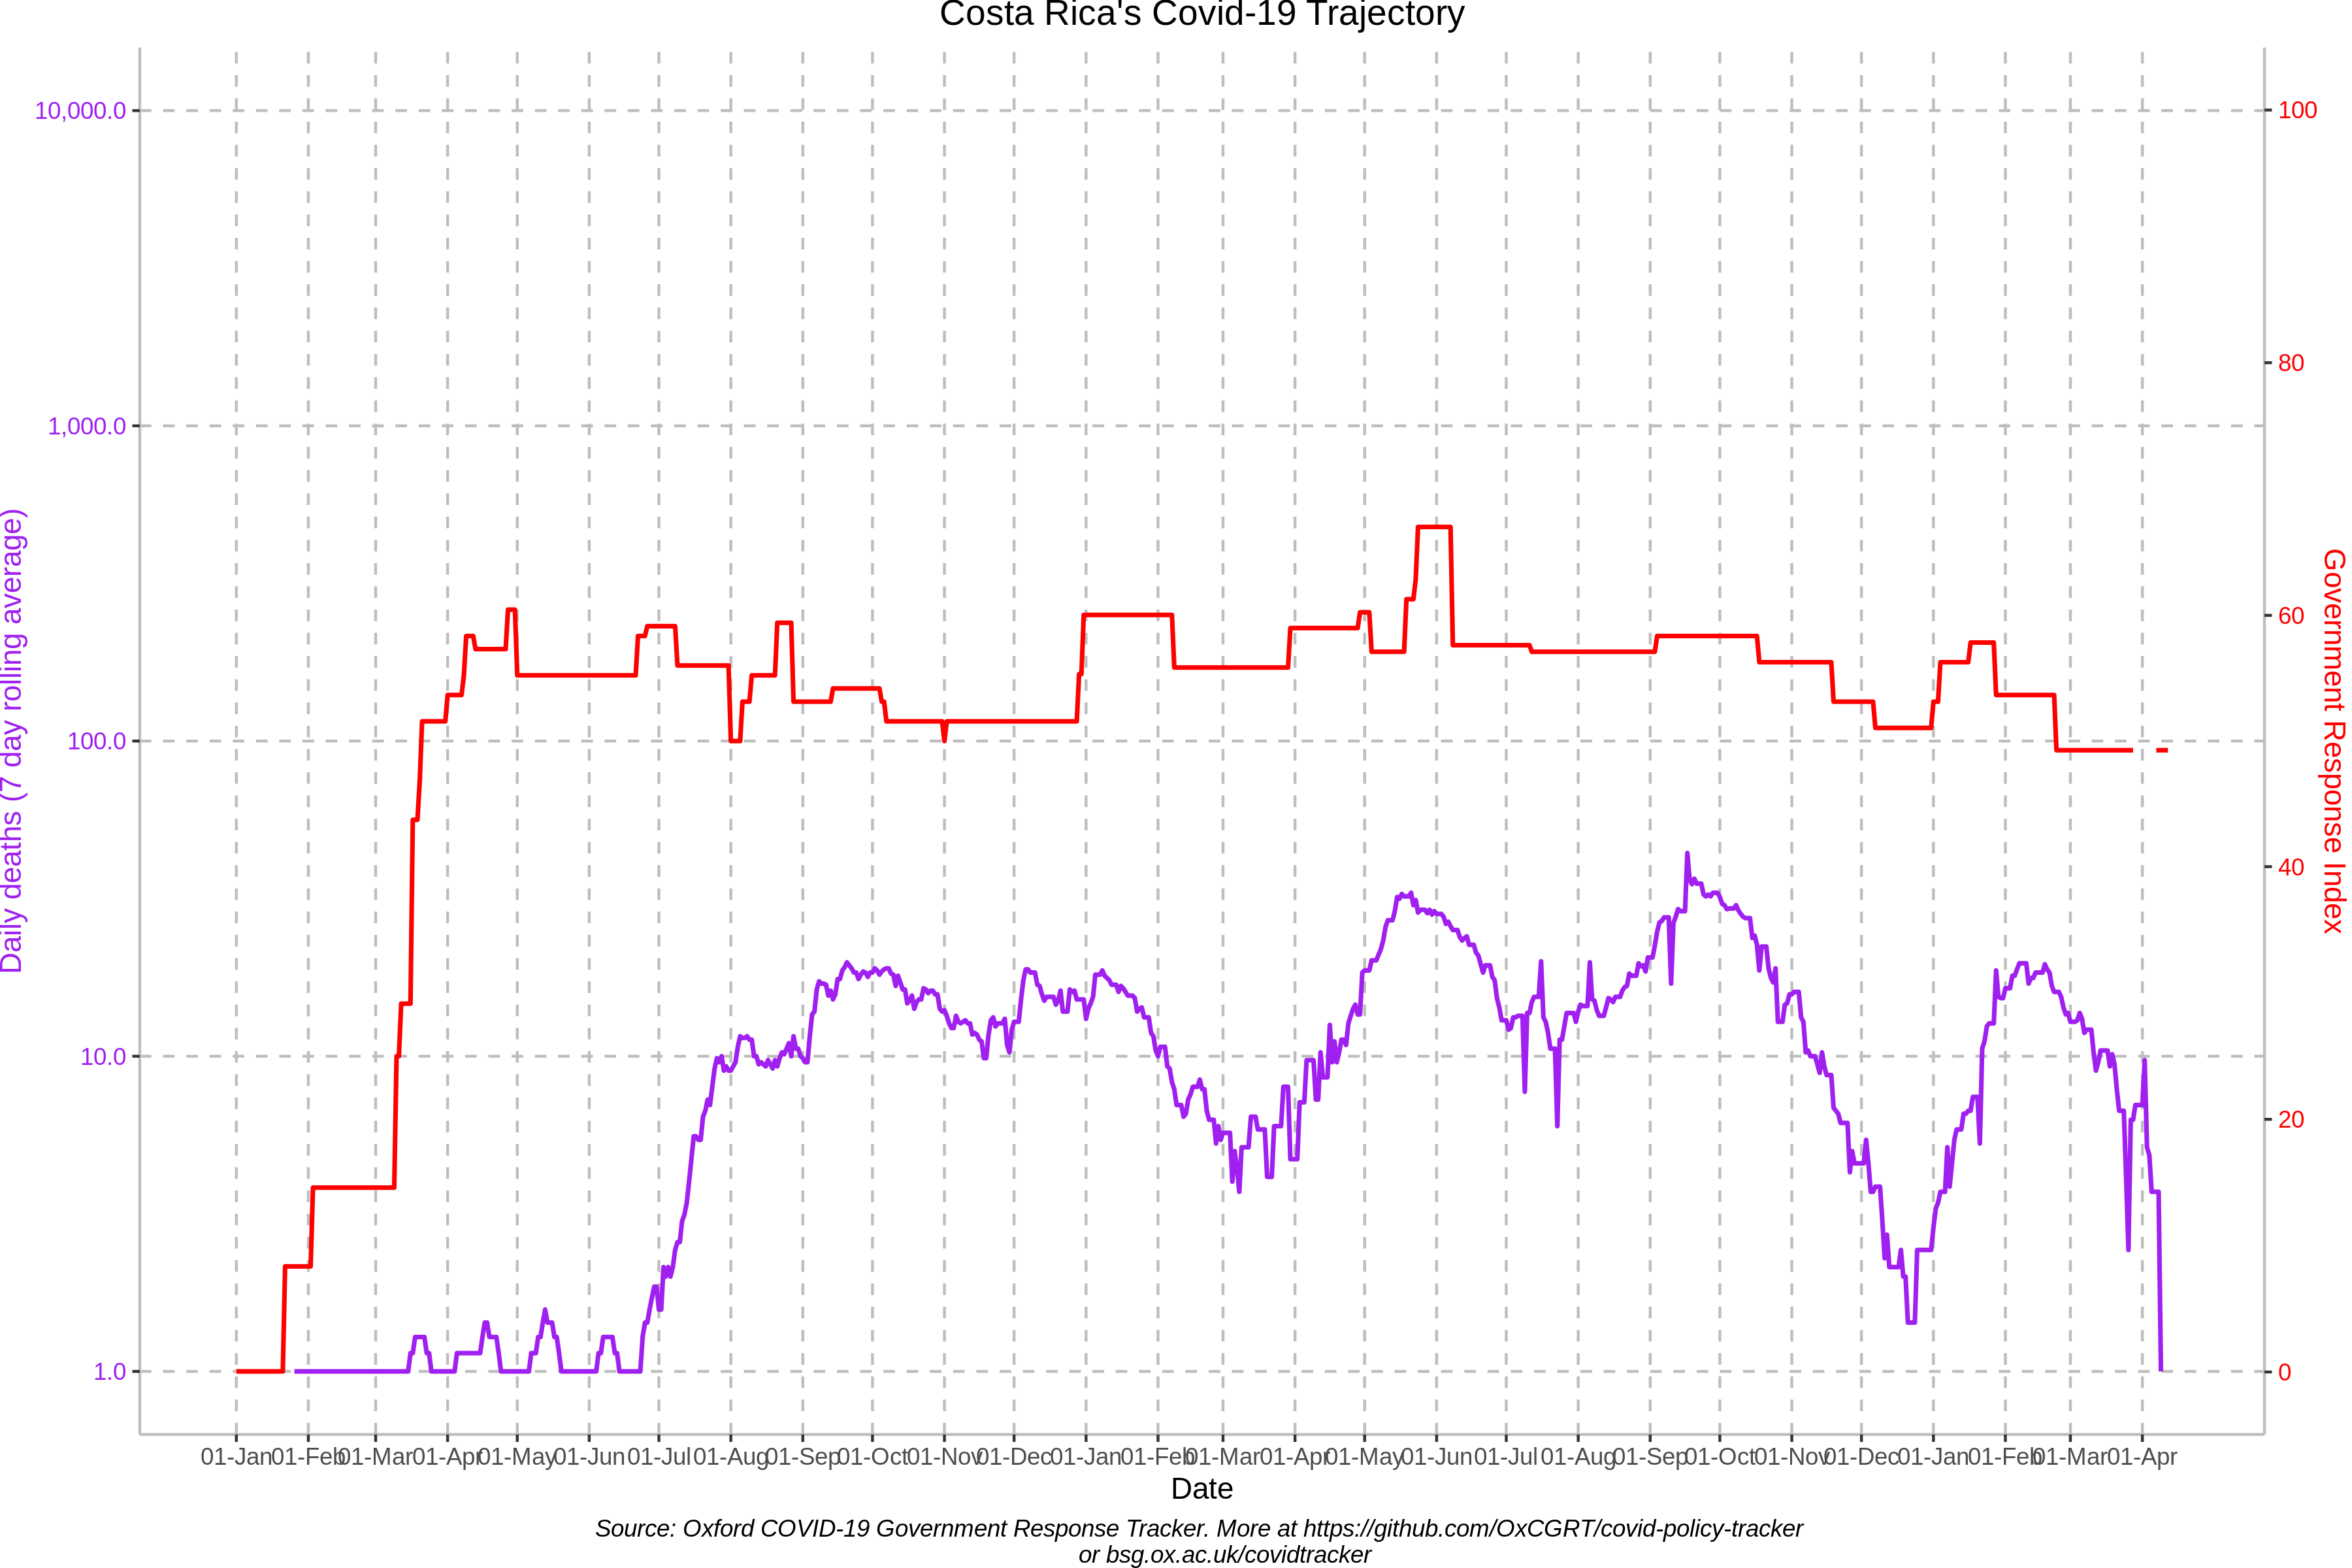 Costa Rica's Covid-19 Trajectory
10,000.0
1,000.0
100.0
10.0
1.0
Daily deaths (7 day rolling average)
100
80
60
40
20
0
Government Response Index
01-Jan 01-Feb 01-Mar 01-Apr 01-May 01-Jun 01-Jul 01-Aug 01-Sep 01-Oct 01-Nov 01-Dec 01-Jan 01-Feb 01-Mar 01-Apr 01-May 01-Jun 01-Jul 01-Aug 01-Sep 01-Oct 01-Nov 01-Dec 01-Jan 01-Feb 01-Mar 01-Apr
Date
Source: Oxford COVID-19 Government Response Tracker. More at https://github.com/OxCGRT/covid-policy-tracker
or bsg.ox.ac.uk/covidtracker